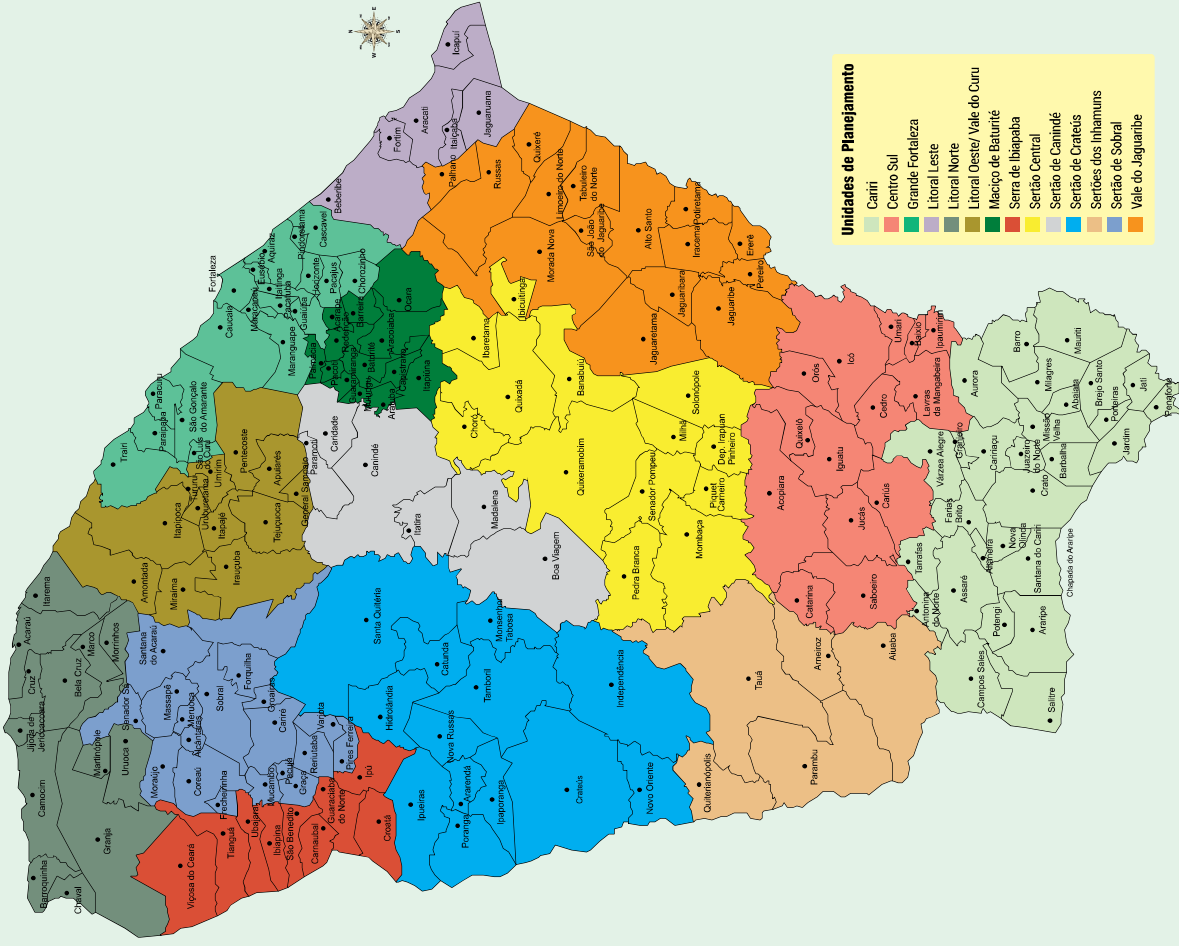 Unidades de Planejamento
Cariri
Centro Sul
Grande Fortaleza
Litoral Leste
Litoral Norte
Litoral Oeste/ Vale do Curu
Maciço de Baturité
Serra de Ibiapaba
Sertão Central
Sertão de Canindé
Sertão de Crateús
Sertões dos Inhamuns
Sertão de Sobral
Vale do Jaguaribe
N
E
S
W
Barroquinha
Chaval
Camocim
Granja
Jijoca de
Jericoacoara
Cruz
Acaraú
Itarema
Bela Cruz
Marco
Morrinhos
Martinópole
Uruoca
Senador Sá
Santana
do Acaraú
Massapê
Meruoca
Alcântaras
Moraújo
Coreaú
Sobral
Forquilha
Groaíras
Cariré
Frecheirinha
Mucambo
Pacujá
Graça
Reriutaba
Varjota
Pires Ferreira
Viçosa do Ceará
Tianguá
Ubajara
Ibiapina
São Benedito
Carnaubal
Guaraciaba
do Norte
Croatá
Ipú
Amontada
Miraíma
Itapipoca
Irauçuba
Itapajé
Uruburetama
Tururu
Umirim
São Luís
do Curu
Pentecoste
Apuiarés
Tejuçuoca
General Sampaio
Trairi
Paraipaba
Paracuru
São Gonçalo
do Amarante
Caucaia
Fortaleza
Maracanaú
Maranguape
Eusébio
Aquiraz
Itaitinga
Pacatuba
Guaiúba
Horizonte
Pacajus
Chorozinho
Pindoretama
Cascavel
Palmácia
Pacoti
Guaramiranga
Mulungu
Aratuba
Capistrano
Itapiúna
Baturité
Aracoiaba
Redenção
Acarape
Barreira
Ocara
Beberibe
Fortim
Aracati
Itaiçaba
Jaguaruana
Icapuí
Paramoti
Caridade
Canindé
Itatira
Madalena
Boa Viagem
Santa Quitéria
Catunda
Hidrolândia
Monsenhor
Tabosa
Tamboril
Nova Russas
Ipueiras
Poranga
Ararendá
Ipaporanga
Crateús
Independência
Novo Oriente
Choró
Quixadá
Ibaretama
Ibicuitinga
Banabuiú
Quixeramobim
Senador Pompeu
Milhã
Solonópole
Dep. Irapuan
Pinheiro
Piquet
Carneiro
Mombaça
Pedra Branca
Palhano
Russas
Quixeré
Limoeiro do Norte
Tabuleiro
do Norte
São João
do Jaguaribe
Morada Nova
Alto Santo
Potiretama
Iracema
Ererê
Pereiro
Jaguaribara
Jaguaribe
Jaguaretama
Quiterianópolis
Tauá
Parambu
Arneiroz
Aiuaba
Catarina
Saboeiro
Acopiara
Jucás
Cariús
Iguatu
Quixelô
Orós
Icó
Cedro
Lavras
da Mangabeira
Umari
Baixio
Ipaumirim
Antonina
do Norte
Tarrafas
Assaré
Potengi
Campos Sales
Salitre
Araripe
Altaneira
Nova
Olinda
Santana do Cariri
Chapada do Araripe
Farias
Brito
Várzea Alegre
Granjeiro
Caririaçu
Crato
Juazeiro
do Norte
Barbalha
Missão
Velha
Aurora
Barro
Milagres
Mauriti
Abaiara
Brejo Santo
Porteiras
Jardim
Jati
Penaforte